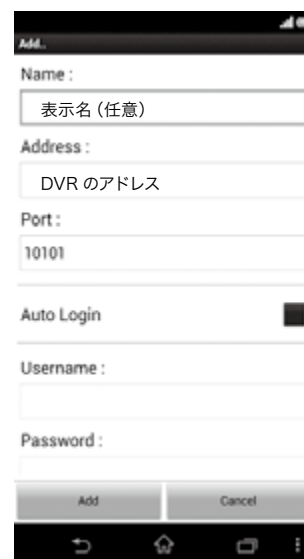 Add..
Name :
表示名（任意）
Address :
DVR のアドレス
Port :
10101
Auto Login
Username :
Password :
Add
Cancel